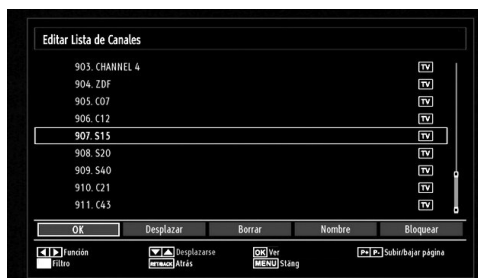 Editar Lista de Canales
903. CHANNEL 4 TV
904. ZDF TV
905. C07 TV
906. C12 TV
907. S15 TV
908. S20 TV
909. S40 TV
910. C21 TV
911. C43 TV
OK Desplazar Borrar Nombre Bloquear
Función Desplazarse OK Ver P+ P- Subir/bajar página
Filtro RET/BACK Atrás MENU Stäng